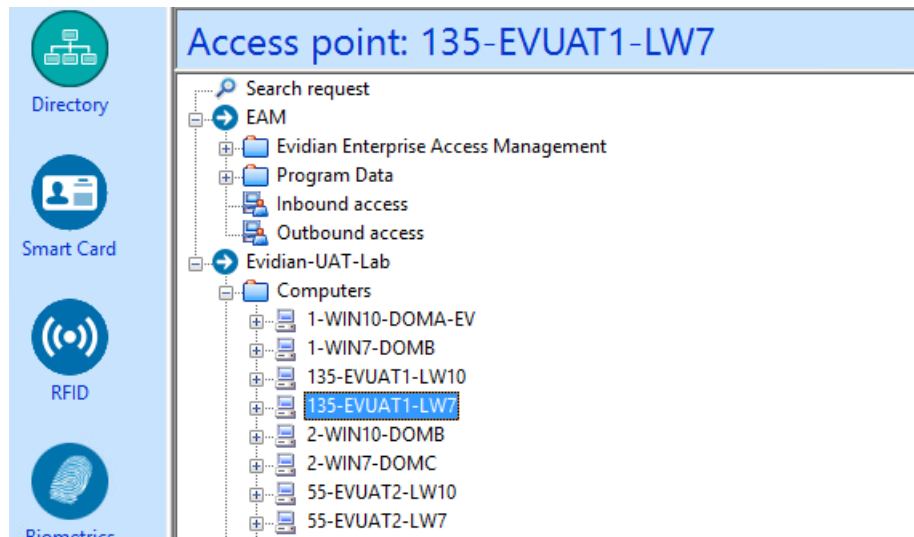 Access point: 135-EVUAT1-LW7
Directory
Smart Card
RFID
Biometrics
Search request
EAM
Evidian Enterprise Access Management
Program Data
Inbound access
Outbound access
Evidian-UAT-Lab
Computers
1-WIN10-DOMA-EV
1-WIN7-DOMB
135-EVUAT1-LW10
135-EVUAT1-LW7
2-WIN10-DOMB
2-WIN7-DOMC
55-EVUAT2-LW10
55-EVUAT2-LW7